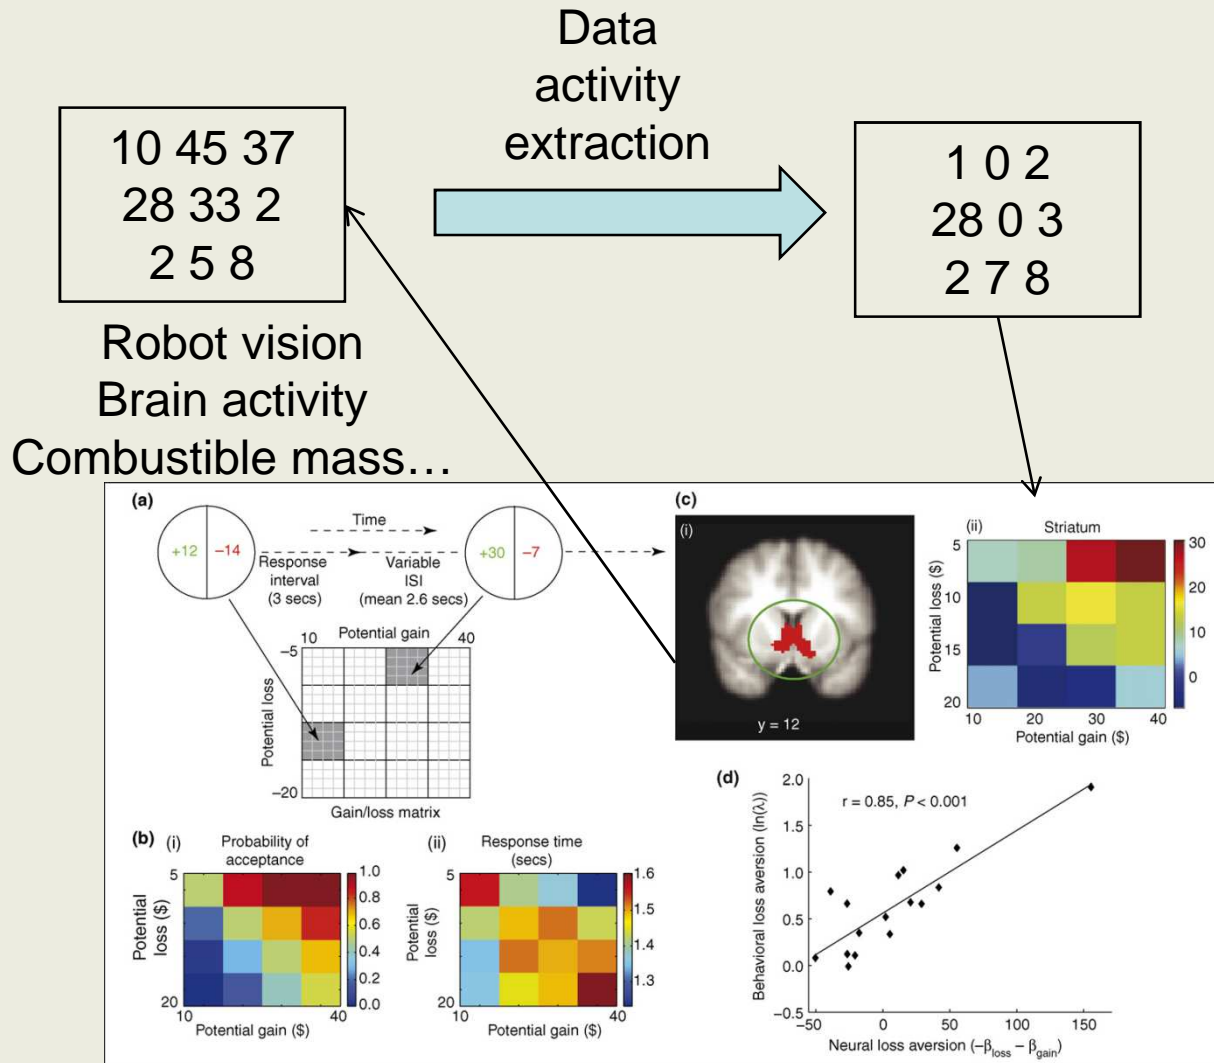 Data
activity
extraction
10 45 37
28 33 2
2 5 8
1 0 2
28 0 3
2 7 8
Robot vision
Brain activity
Combustible mass…
(a)
Time
+12 −14
+30 −7
Response
interval
(3 secs)
Variable
ISI
(mean 2.6 secs)
10 40
Potential gain
−5
Potential loss
−20
Gain/loss matrix
(b) (i) Probability of
acceptance
5
Potential
loss ($)
20
10 40
Potential gain ($)
1.0
0.8
0.6
0.4
0.2
0.0
(ii) Response time
(secs)
5
Potential
loss ($)
20
10 40
Potential gain ($)
1.6
1.5
1.4
1.3
(c)
(i)
y = 12
(ii) Striatum
5
10
15
20
Potential loss ($)
10 20 30 40
Potential gain ($)
30
20
10
0
(d)
r = 0.85, P < 0.001
2.0
1.5
1.0
0.5
0.0
−0.5
Behavioral loss aversion (ln(λ))
−50 0 50 100 150
Neural loss aversion (−βloss − βgain)